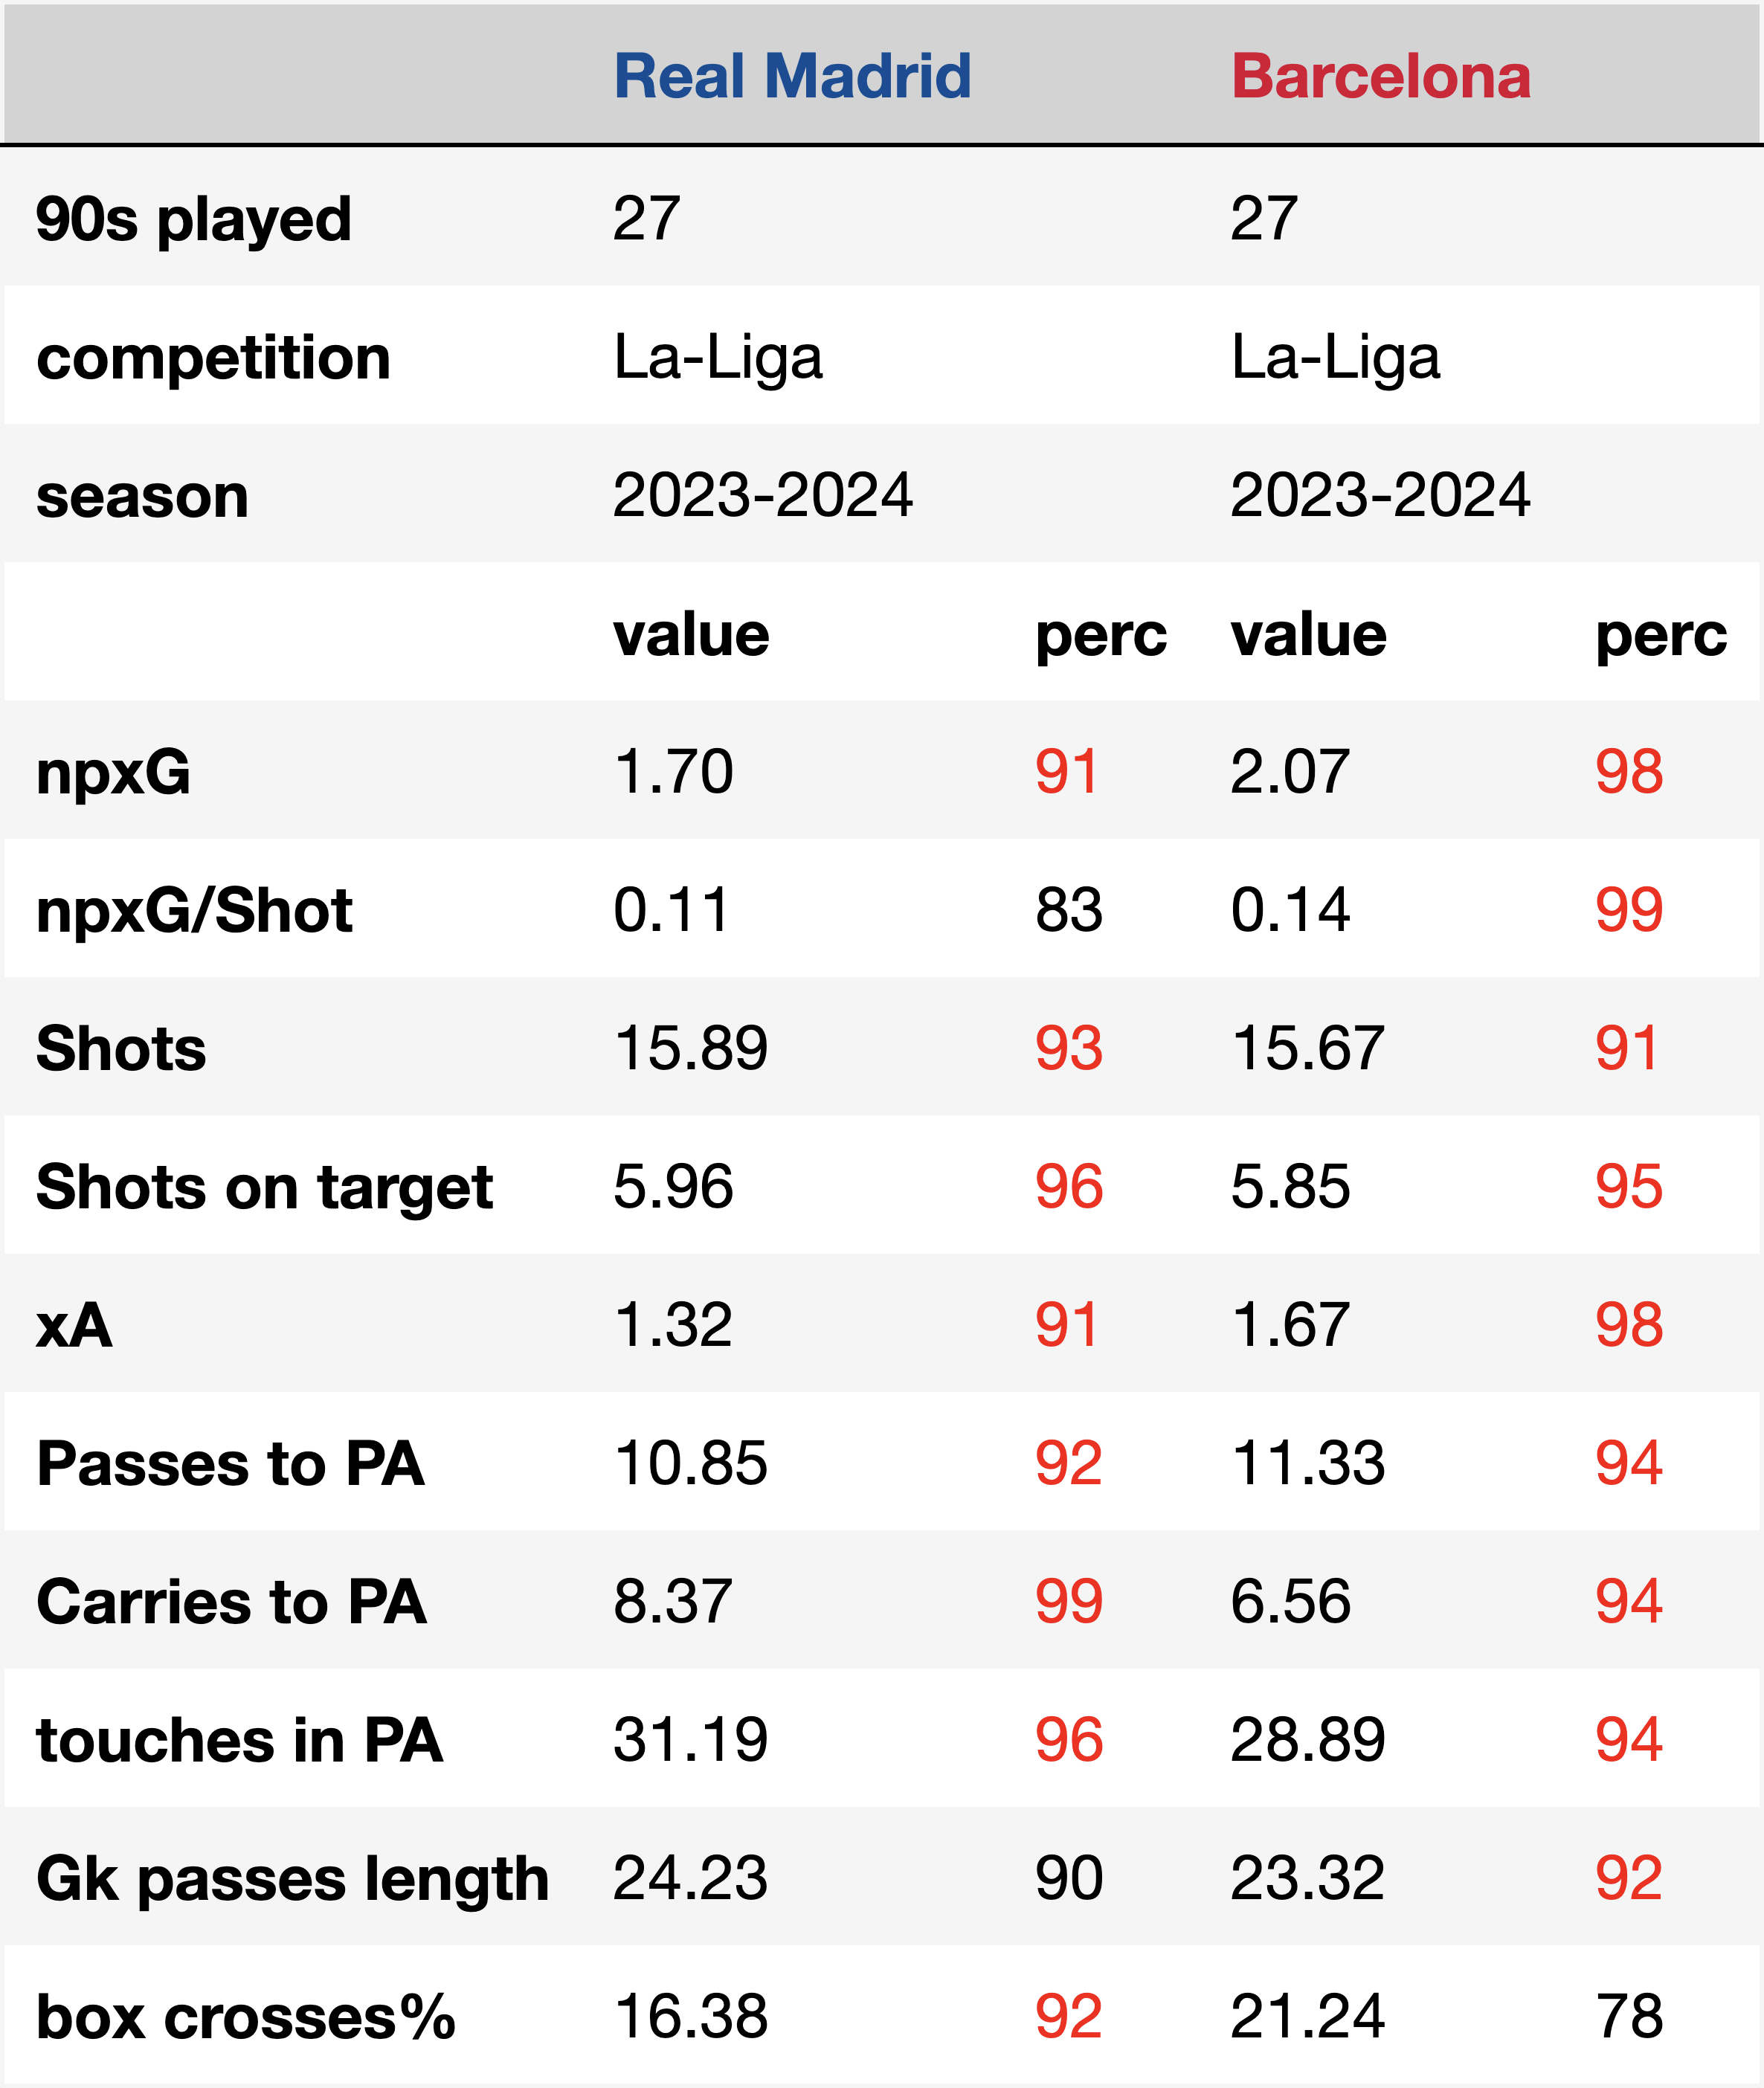 Real Madrid Barcelona
90s played 27 27
competition La-Liga La-Liga
season 2023-2024 2023-2024
value perc value perc
npxG 1.70 91 2.07 98
npxG/Shot 0.11 83 0.14 99
Shots 15.89 93 15.67 91
Shots on target 5.96 96 5.85 95
xA 1.32 91 1.67 98
Passes to PA 10.85 92 11.33 94
Carries to PA 8.37 99 6.56 94
touches in PA 31.19 96 28.89 94
Gk passes length 24.23 90 23.32 92
box crosses% 16.38 92 21.24 78